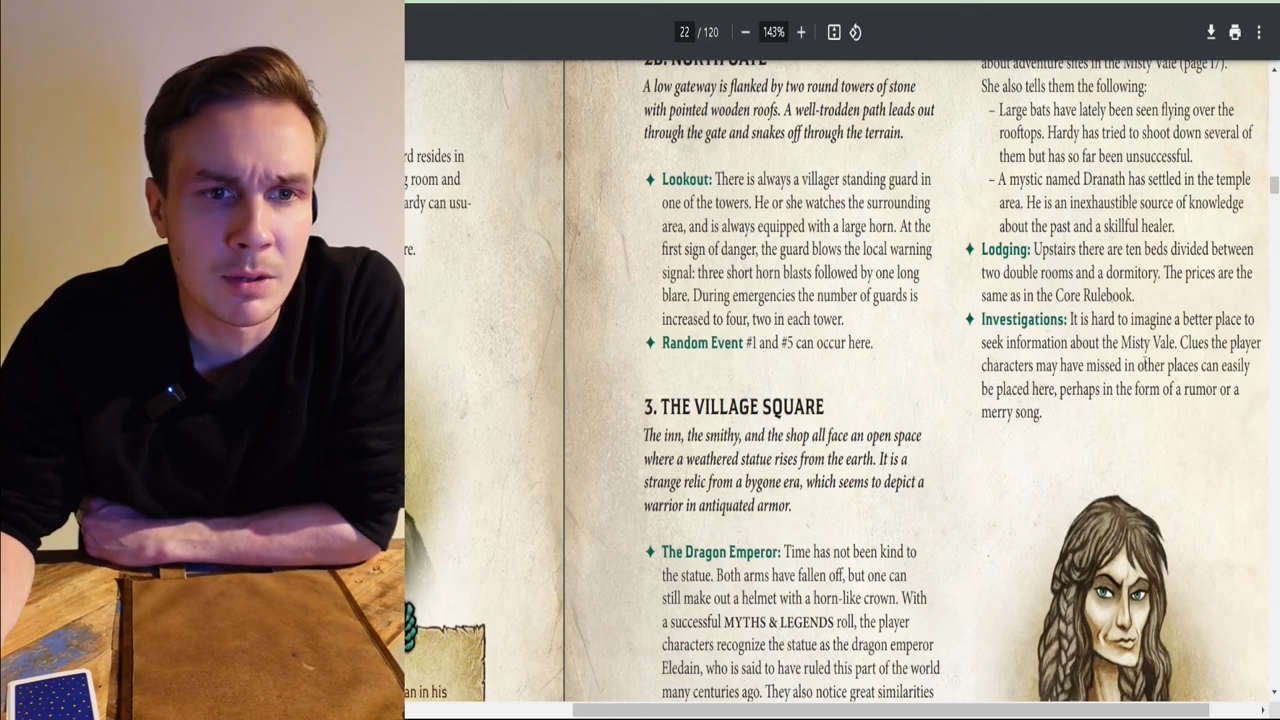 22 / 120
143%
rd resides in
g room and
ardy can usu-
re.
an in his
2B. NORTH GATE
A low gateway is flanked by two round towers of stone
with pointed wooden roofs. A well-trodden path leads out
through the gate and snakes off through the terrain.
Lookout: There is always a villager standing guard in
one of the towers. He or she watches the surrounding
area, and is always equipped with a large horn. At the
first sign of danger, the guard blows the local warning
signal: three short horn blasts followed by one long
blare. During emergencies the number of guards is
increased to four, two in each tower.
Random Event #1 and #5 can occur here.
3. THE VILLAGE SQUARE
The inn, the smithy, and the shop all face an open space
where a weathered statue rises from the earth. It is a
strange relic from a bygone era, which seems to depict a
warrior in antiquated armor.
The Dragon Emperor: Time has not been kind to
the statue. Both arms have fallen off, but one can
still make out a helmet with a horn-like crown. With
a successful MYTHS & LEGENDS roll, the player
characters recognize the statue as the dragon emperor
Eledain, who is said to have ruled this part of the world
many centuries ago. They also notice great similarities
about adventure sites in the Misty Vale (page 17).
She also tells them the following:
– Large bats have lately been seen flying over the
rooftops. Hardy has tried to shoot down several of
them but has so far been unsuccessful.
– A mystic named Dranath has settled in the temple
area. He is an inexhaustible source of knowledge
about the past and a skillful healer.
Lodging: Upstairs there are ten beds divided between
two double rooms and a dormitory. The prices are the
same as in the Core Rulebook.
Investigations: It is hard to imagine a better place to
seek information about the Misty Vale. Clues the player
characters may have missed in other places can easily
be placed here, perhaps in the form of a rumor or a
merry song.